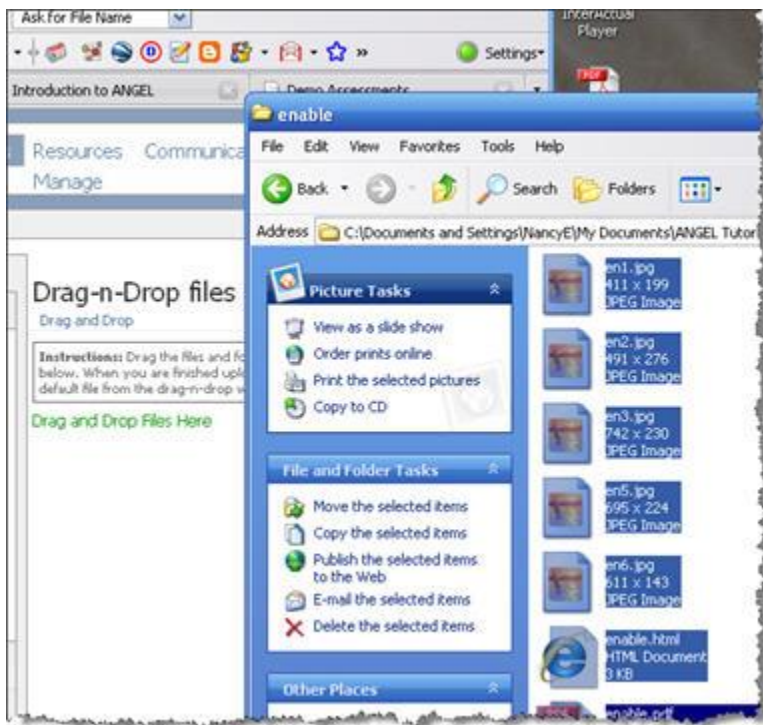 Ask for File Name
InterActual
Player
Settings
Introduction to ANGEL
Demo Assessments
Resources Communica
Manage
Drag-n-Drop files
Drag and Drop
Instructions: Drag the files and fo
below. When you are finished uplo
default file from the drag-n-drop w
Drag and Drop Files Here
enable
File Edit View Favorites Tools Help
Back Search Folders
Address C:\Documents and Settings\NancyE\My Documents\ANGEL Tutor
Picture Tasks
View as a slide show
Order prints online
Print the selected pictures
Copy to CD
File and Folder Tasks
Move the selected items
Copy the selected items
Publish the selected items
to the Web
E-mail the selected items
Delete the selected items
Other Places
en1.jpg
411 x 199
JPEG Image
en2.jpg
491 x 276
JPEG Image
en3.jpg
742 x 230
JPEG Image
en5.jpg
695 x 224
JPEG Image
en6.jpg
611 x 143
JPEG Image
enable.html
HTML Document
3 KB
enable.pdf